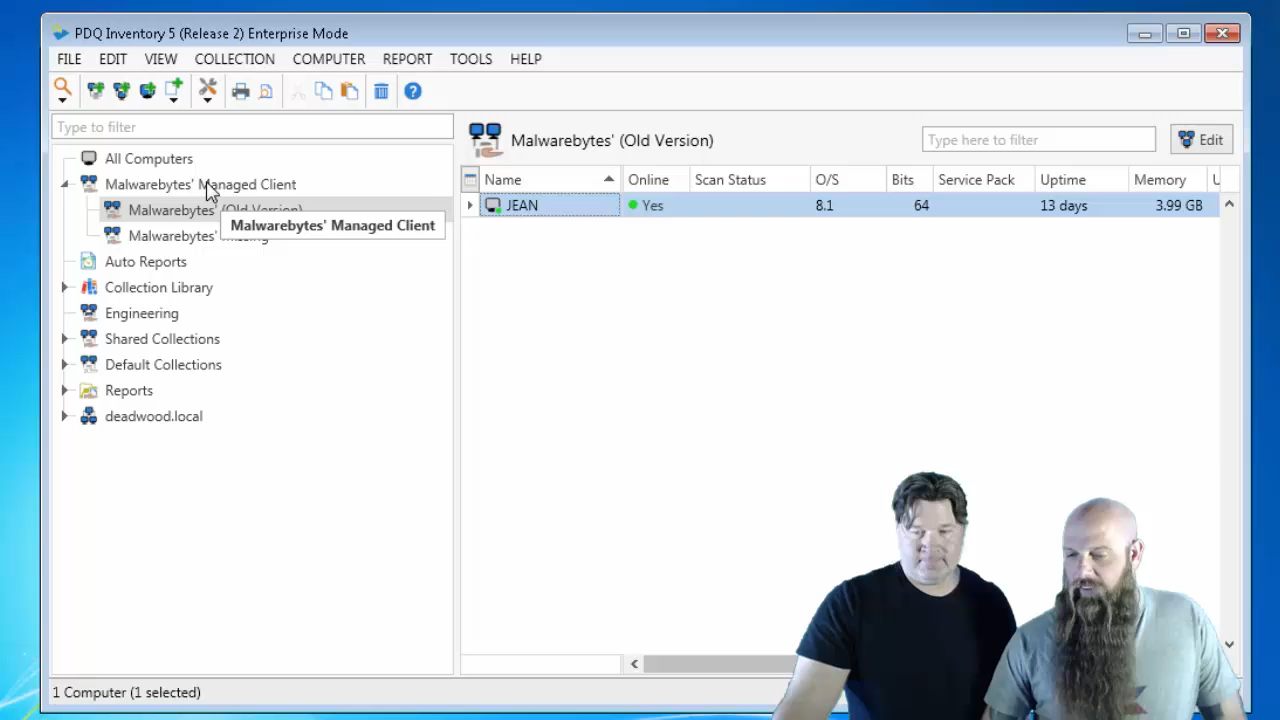 PDQ Inventory 5 (Release 2) Enterprise Mode
FILE EDIT VIEW COLLECTION COMPUTER REPORT TOOLS HELP
Type to filter
Malwarebytes' (Old Version)
Type here to filter
Edit
All Computers
Malwarebytes' Managed Client
Malwarebytes' (Old Version)
Malwarebytes' Missing
Malwarebytes' Managed Client
Auto Reports
Collection Library
Engineering
Shared Collections
Default Collections
Reports
deadwood.local
Name Online Scan Status O/S Bits Service Pack Uptime Memory U
JEAN Yes 8.1 64 13 days 3.99 GB
1 Computer (1 selected)